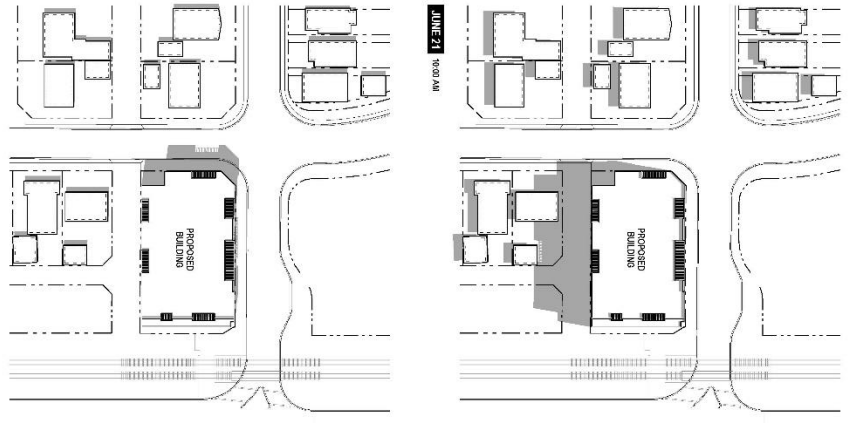 PROPOSED
BUILDING
JUNE 21 10:00 AM
PROPOSED
BUILDING